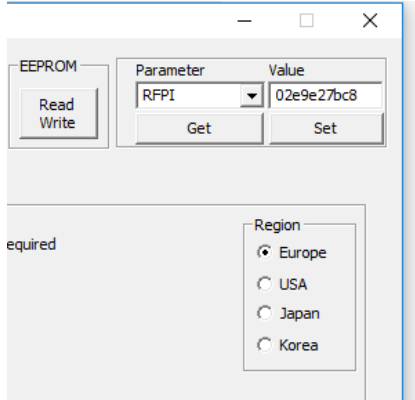 EEPROM
Read
Write
Parameter
Value
RFPI
02e9e27bc8
Get
Set
equired
Region
Europe
USA
Japan
Korea